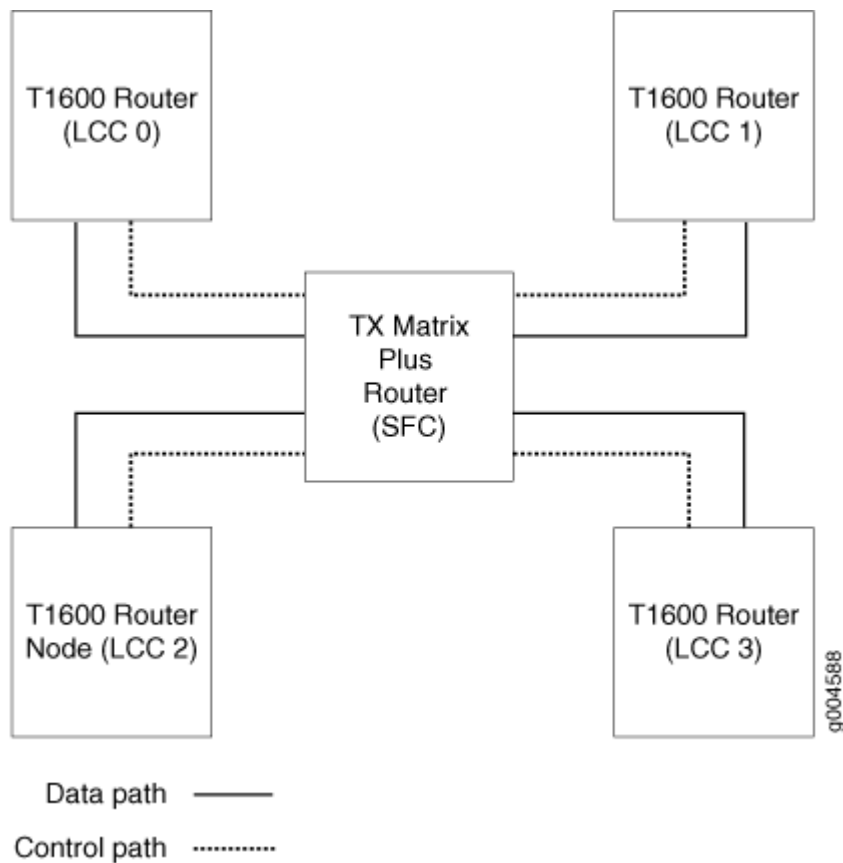 T1600 Router
(LCC 0)
T1600 Router
(LCC 1)
TX Matrix
Plus
Router
(SFC)
T1600 Router
Node (LCC 2)
T1600 Router
(LCC 3)
g004588
Data path
Control path